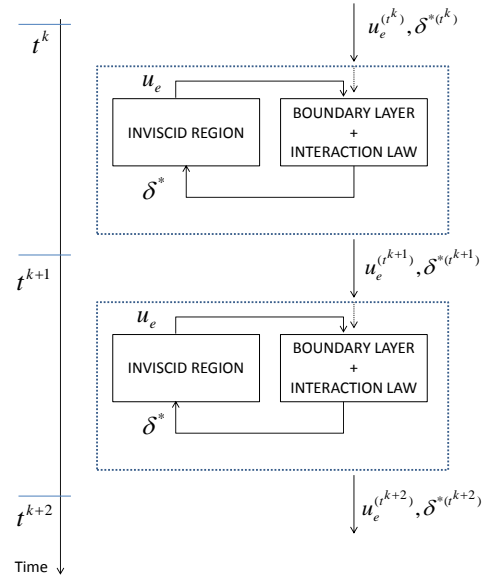 t^k
u_e^{(t^k)}, δ^{*(t^k)}
u_e
INVISCID REGION
BOUNDARY LAYER
+
INTERACTION LAW
δ^*
t^{k+1}
u_e^{(t^{k+1})}, δ^{*(t^{k+1})}
u_e
INVISCID REGION
BOUNDARY LAYER
+
INTERACTION LAW
δ^*
t^{k+2}
u_e^{(t^{k+2})}, δ^{*(t^{k+2})}
Time